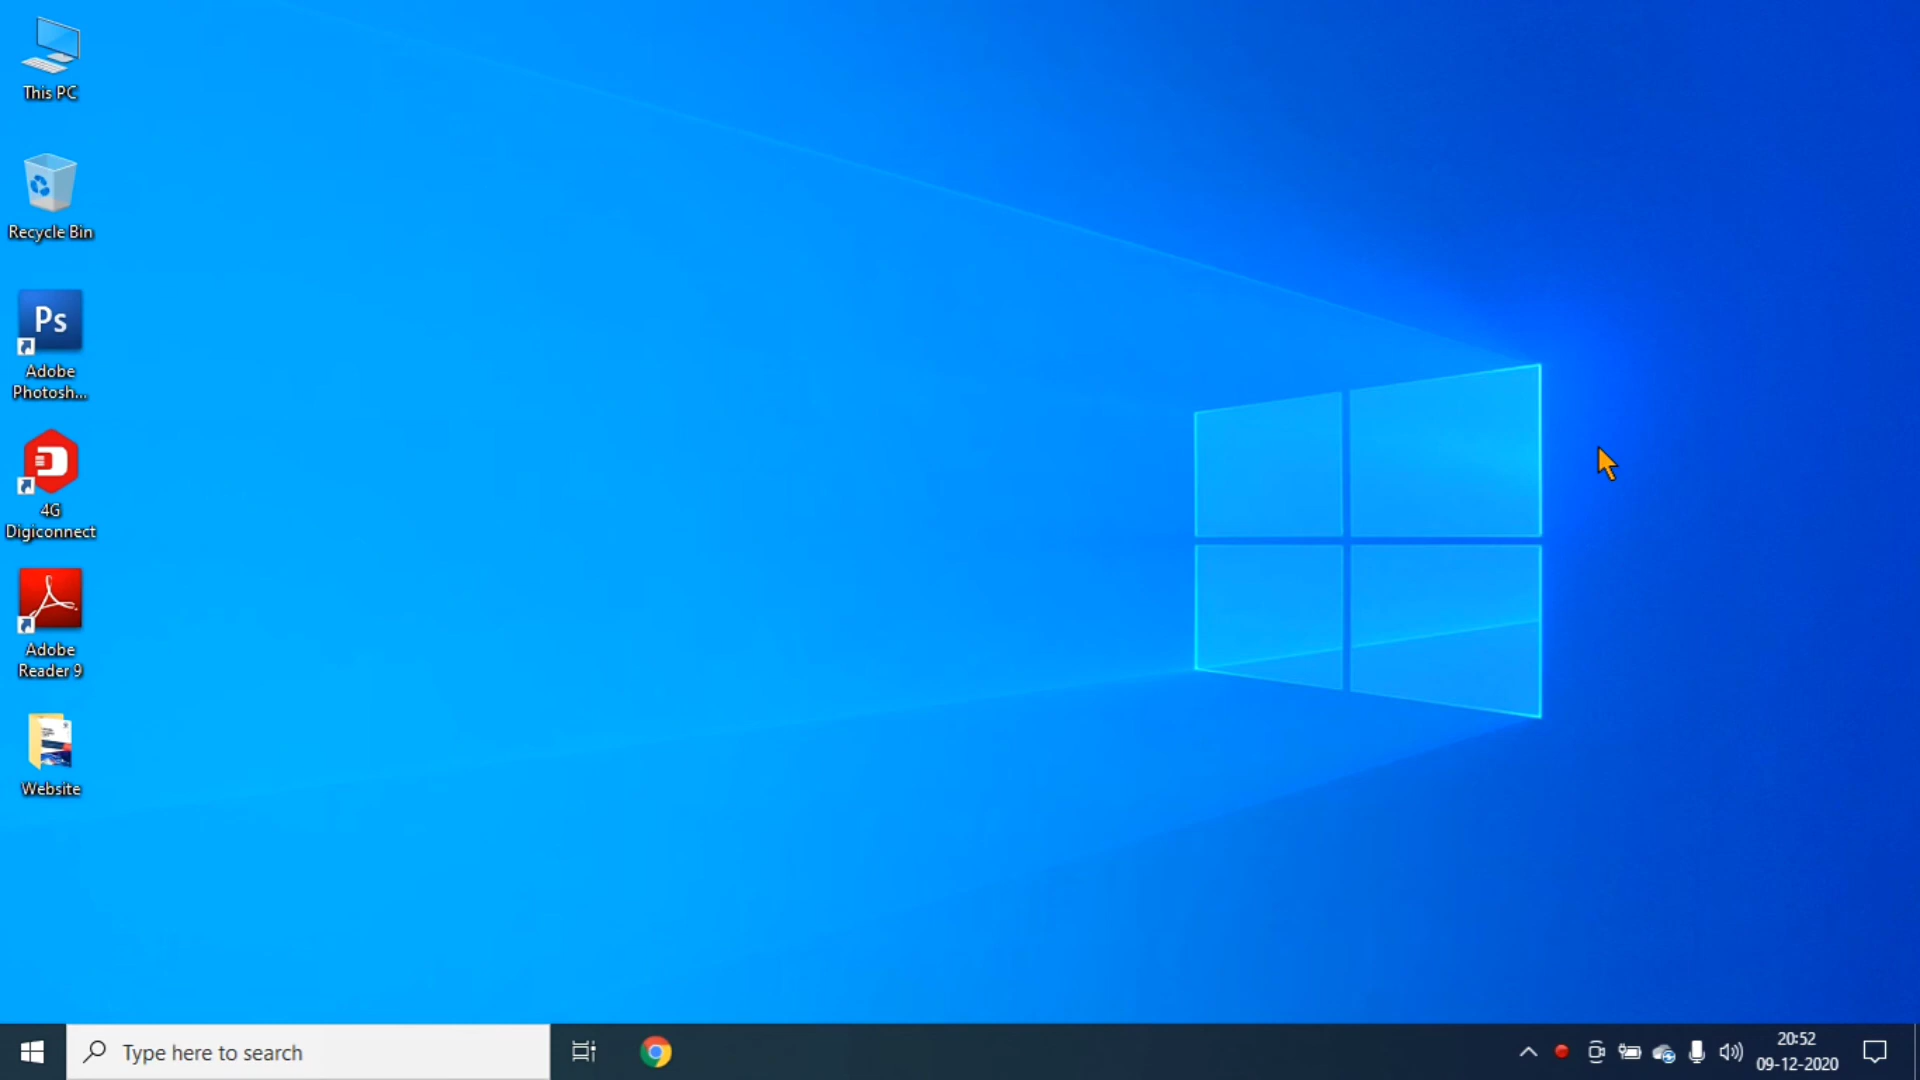 This PC
Recycle Bin
Ps
Adobe
Photosh...
4G
Digiconnect
Adobe
Reader 9
Website
Type here to search
20:52
09-12-2020